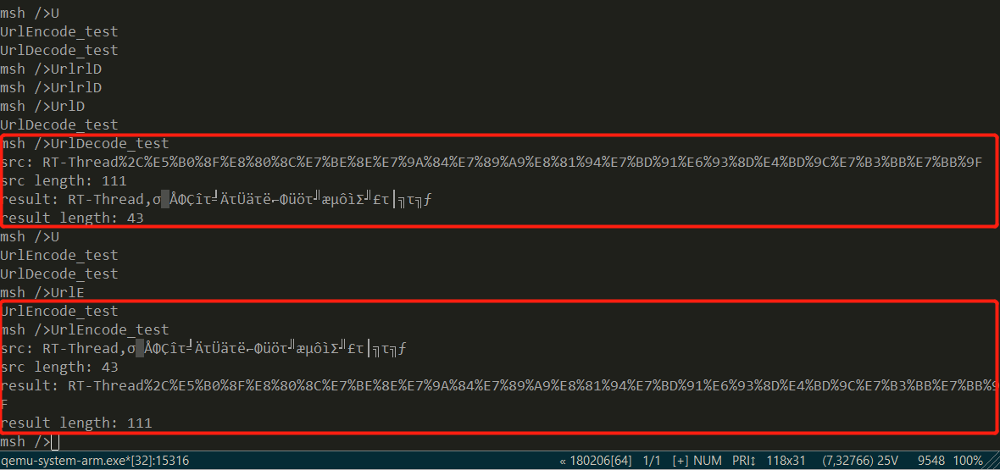 msh />U
UrlEncode_test
UrlDecode_test
msh />UrlrlD
msh />UrlrlD
msh />UrlD
UrlDecode_test
msh />UrlDecode_test
src: RT-Thread%2C%E5%B0%8F%E8%80%8C%E7%BE%8E%E7%9A%84%E7%89%A9%E8%81%94%E7%BD%91%E6%93%8D%E4%BD%9C%E7%B3%BB%E7%BB%9F
src length: 111
result: RT-Thread,σ░ÅΦÇîτ╛ÄτÜäτë⌐Φüöτ╜æµôìΣ╜£τ│╗τ╗ƒ
result length: 43
msh />U
UrlEncode_test
UrlDecode_test
msh />UrlE
UrlEncode_test
msh />UrlEncode_test
src: RT-Thread,σ░ÅΦÇîτ╛ÄτÜäτë⌐Φüöτ╜æµôìΣ╜£τ│╗τ╗ƒ
src length: 43
result: RT-Thread%2C%E5%B0%8F%E8%80%8C%E7%BE%8E%E7%9A%84%E7%89%A9%E8%81%94%E7%BD%91%E6%93%8D%E4%BD%9C%E7%B3%BB%E7%BB%9
F
result length: 111
msh />
qemu-system-arm.exe*[32]:15316 « 180206[64] 1/1 [+] NUM PRI↕ 118x31 (7,32766) 25V 9548 100%